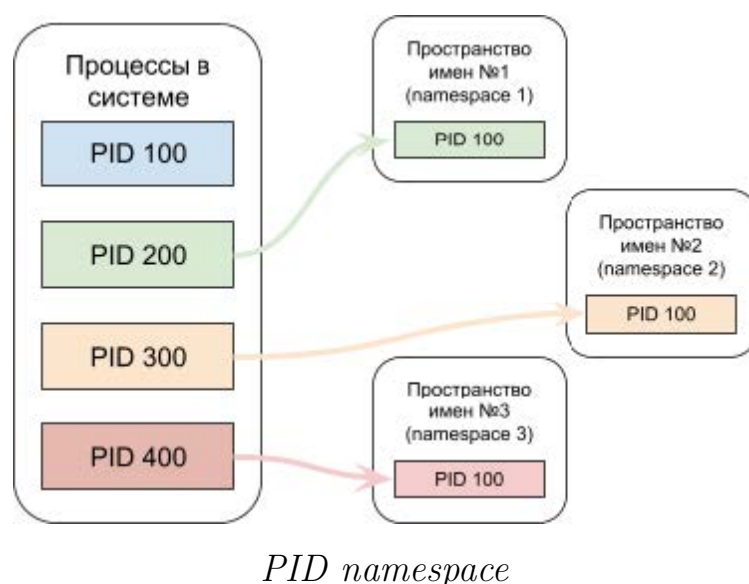 Процессы в
системе
PID 100
PID 200
PID 300
PID 400
Пространство
имен №1
(namespace 1)
PID 100
Пространство
имен №2
(namespace 2)
PID 100
Пространство
имен №3
(namespace 3)
PID 100
PID namespace